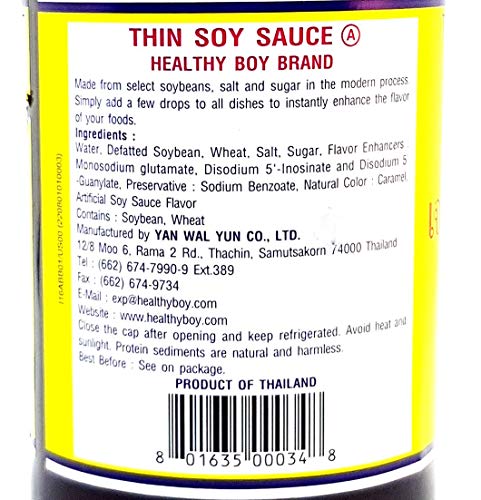 THIN SOY SAUCE Ⓐ
HEALTHY BOY BRAND
Made from select soybeans, salt and sugar in the modern process
Simply add a few drops to all dishes to instantly enhance the flavor
of your foods.
Ingredients :
Water, Defatted Soybean, Wheat, Salt, Sugar, Flavor Enhancers
Monosodium glutamate, Disodium 5'-Inosinate and Disodium 5
-Guanylate, Preservative : Sodium Benzoate, Natural Color : Caramel,
Artificial Soy Sauce Flavor
Contains : Soybean, Wheat
Manufactured by YAN WAL YUN CO., LTD.
12/8 Moo 6, Rama 2 Rd., Thachin, Samutsakorn 74000 Thailand
Tel : (662) 674-7990-9 Ext.389
Fax : (662) 674-9734
E-Mail : exp@healthyboy.com
Website : www.healthyboy.com
Close the cap after opening and keep refrigerated. Avoid heat and
sunlight. Protein sediments are natural and harmless.
Best Before : See on package.
PRODUCT OF THAILAND
8 01635 00034 8